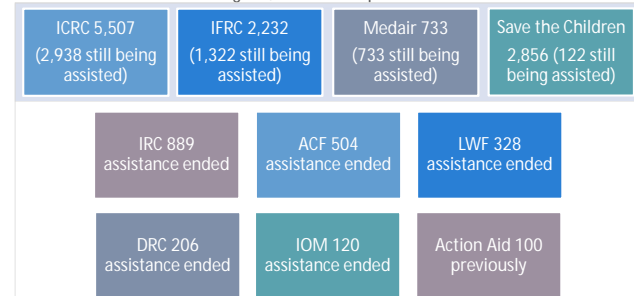 ICRC 5,507
(2,938 still being
assisted)
IFRC 2,232
(1,322 still being
assisted)
Medair 733
(733 still being
assisted)
Save the Children
2,856 (122 still
being assisted)
IRC 889
assistance ended
ACF 504
assistance ended
LWF 328
assistance ended
DRC 206
assistance ended
IOM 120
assistance ended
Action Aid 100
previously